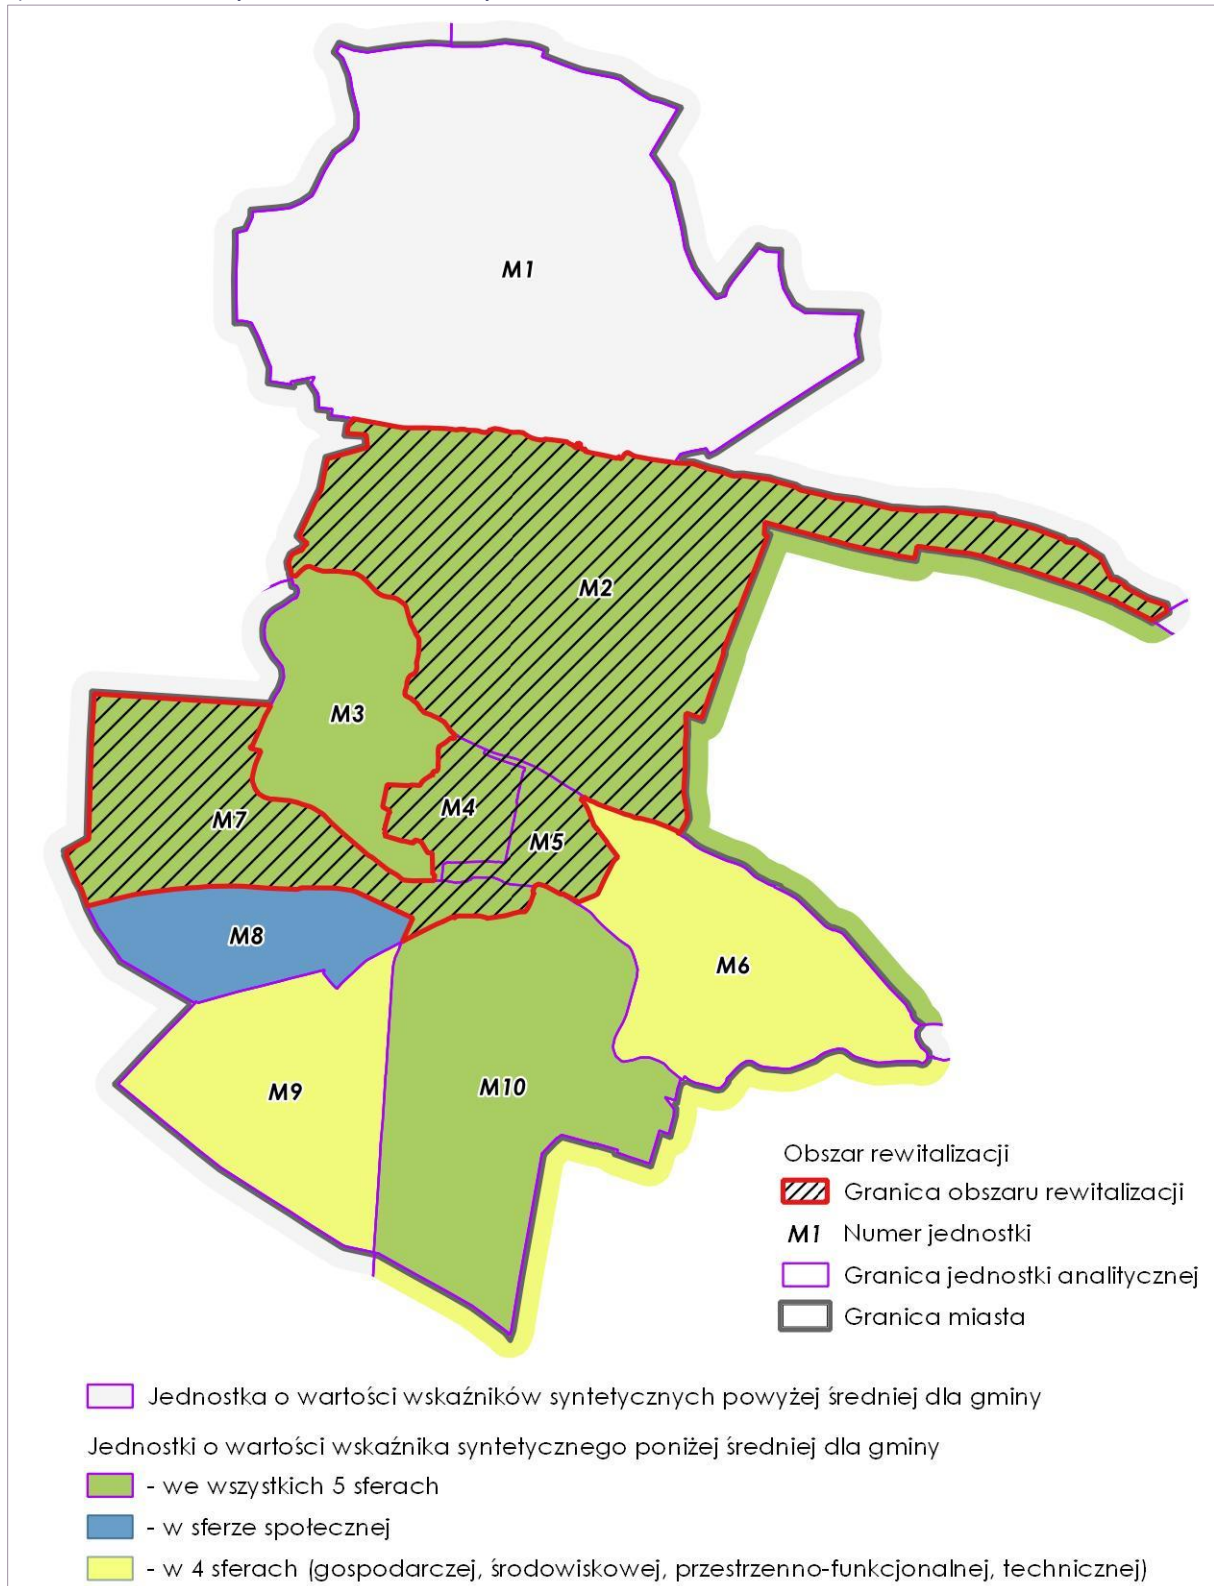 M1
M2
M3
M4
M5
M7
M8
M6
M9
M10
Obszar rewitalizacji
Granica obszaru rewitalizacji
M1 Numer jednostki
Granica jednostki analitycznej
Granica miasta
Jednostka o wartości wskaźników syntetycznych powyżej średniej dla gminy
Jednostki o wartości wskaźnika syntetycznego poniżej średniej dla gminy
- we wszystkich 5 sferach
- w sferze społecznej
- w 4 sferach (gospodarczej, środowiskowej, przestrzenno-funkcjonalnej, technicznej)